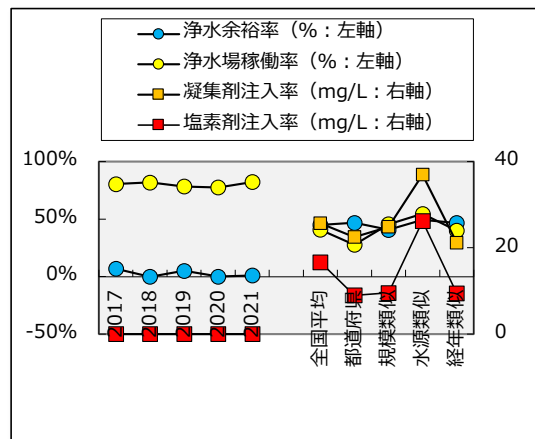 浄水余裕率（%：左軸）
浄水場稼働率（%：左軸）
凝集剤注入率（mg/L：右軸）
塩素剤注入率（mg/L：右軸）
100%
50%
0%
-50%
40
20
0
2017
2018
2019
2020
2021
全国平均
都道府県
規模類似
水源類似
経年類似